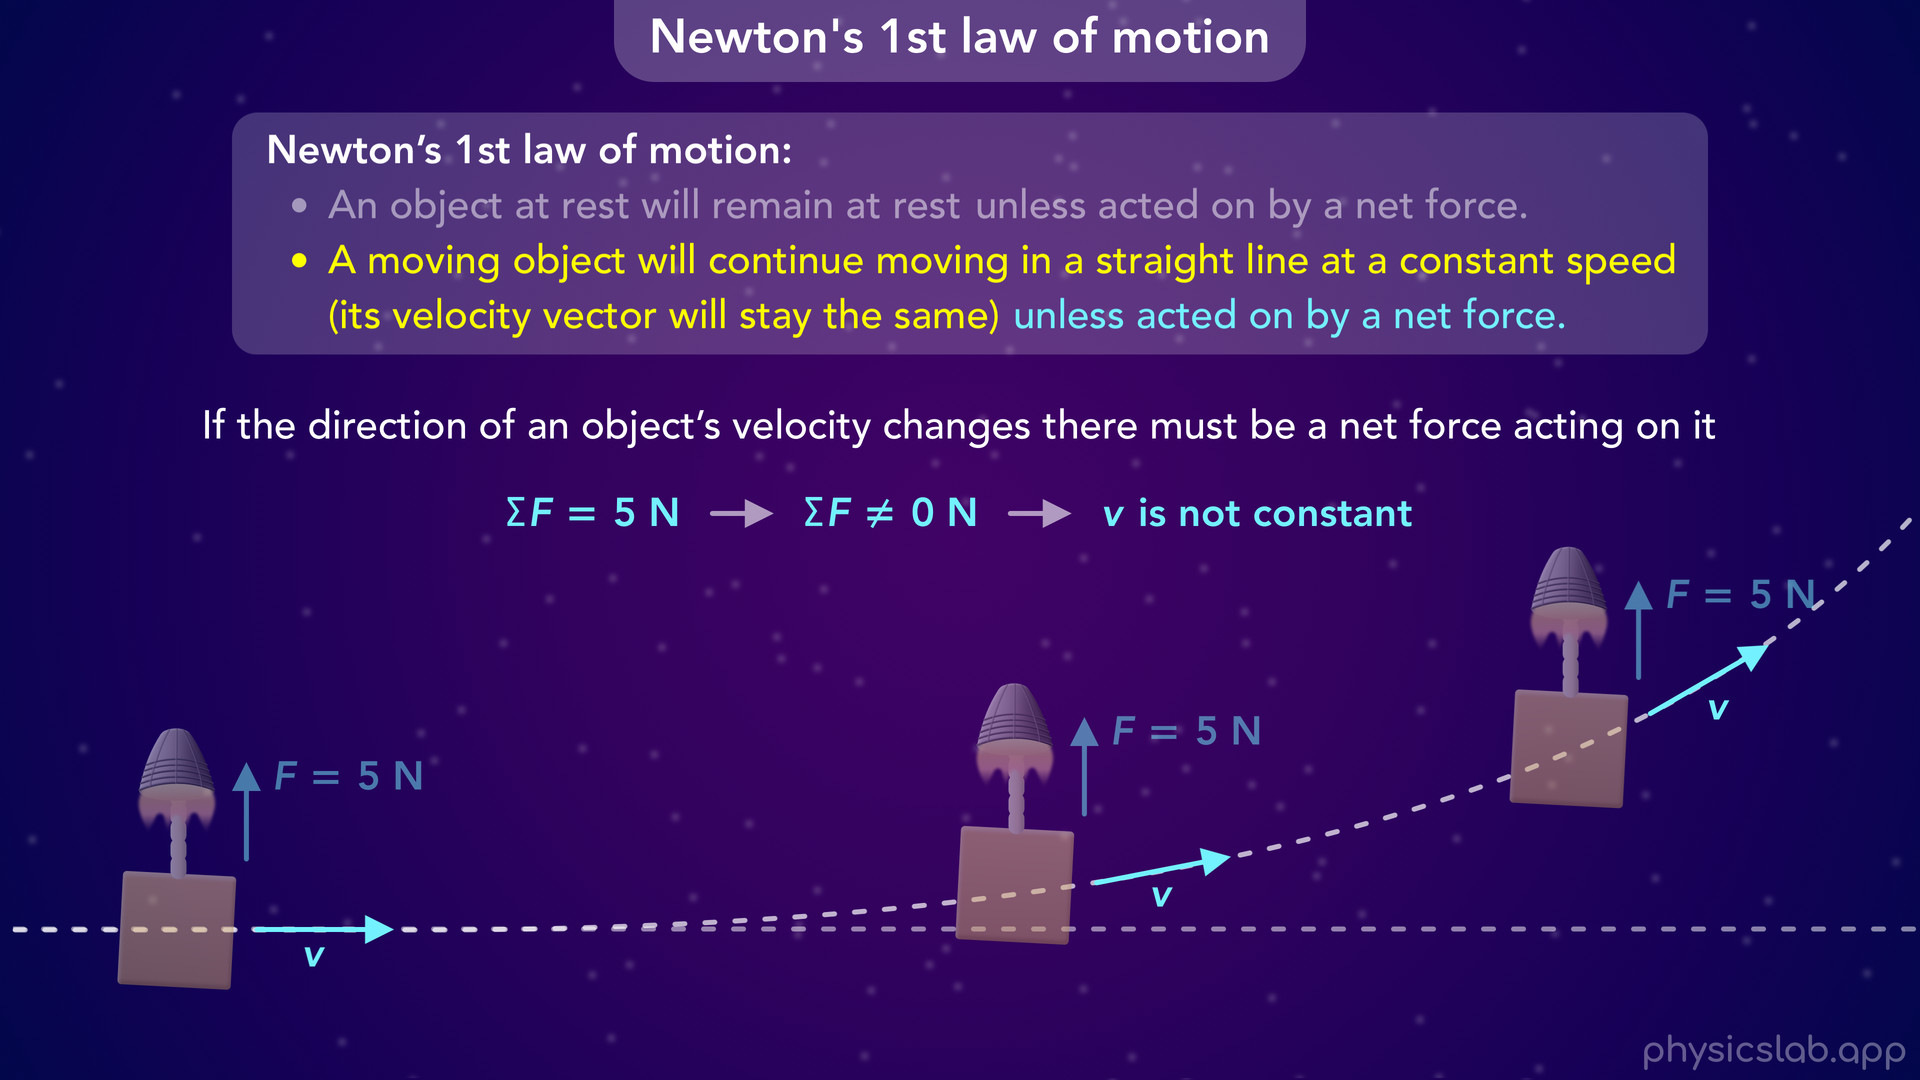 Newton's 1st law of motion
Newton’s 1st law of motion:
• An object at rest will remain at rest unless acted on by a net force.
• A moving object will continue moving in a straight line at a constant speed
(its velocity vector will stay the same) unless acted on by a net force.
If the direction of an object’s velocity changes there must be a net force acting on it
ΣF = 5 N → ΣF ≠ 0 N → v is not constant
F = 5 N
v
F = 5 N
v
F = 5 N
v
physicslab.app